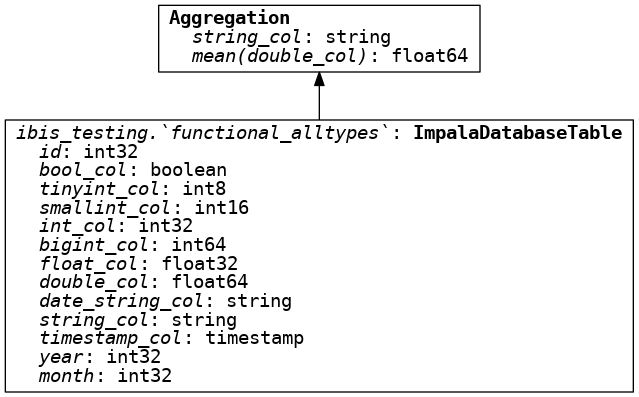 Aggregation
string_col: string
mean(double_col): float64
ibis_testing.`functional_alltypes`: ImpalaDatabaseTable
id: int32
bool_col: boolean
tinyint_col: int8
smallint_col: int16
int_col: int32
bigint_col: int64
float_col: float32
double_col: float64
date_string_col: string
string_col: string
timestamp_col: timestamp
year: int32
month: int32